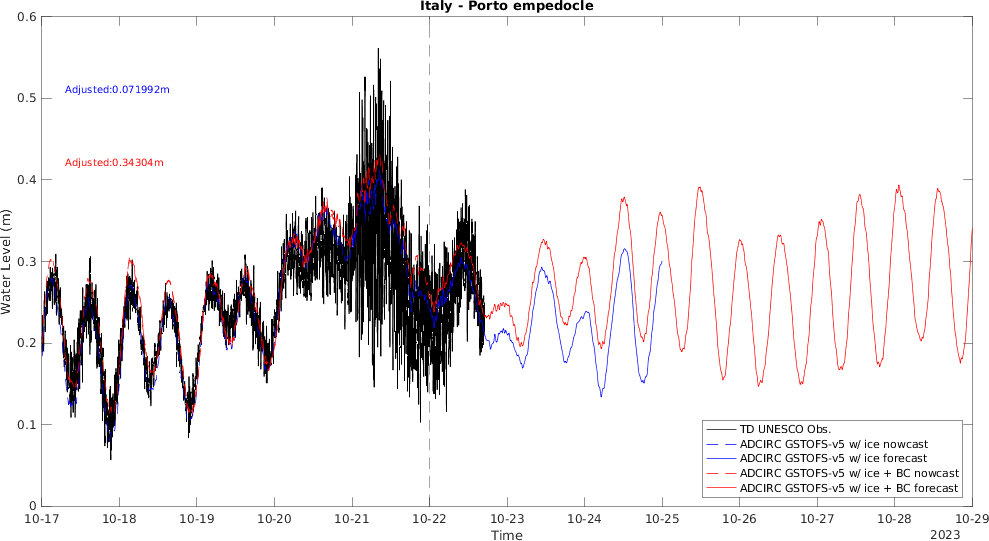 Italy - Porto empedocle
0.6
0.5
0.4
0.3
0.2
0.1
0
Water Level (m)
Adjusted:0.071992m
Adjusted:0.34304m
TD UNESCO Obs.
ADCIRC GSTOFS-v5 w/ ice nowcast
ADCIRC GSTOFS-v5 w/ ice forecast
ADCIRC GSTOFS-v5 w/ ice + BC nowcast
ADCIRC GSTOFS-v5 w/ ice + BC forecast
10-17 10-18 10-19 10-20 10-21 10-22 10-23 10-24 10-25 10-26 10-27 10-28 10-29
Time
2023